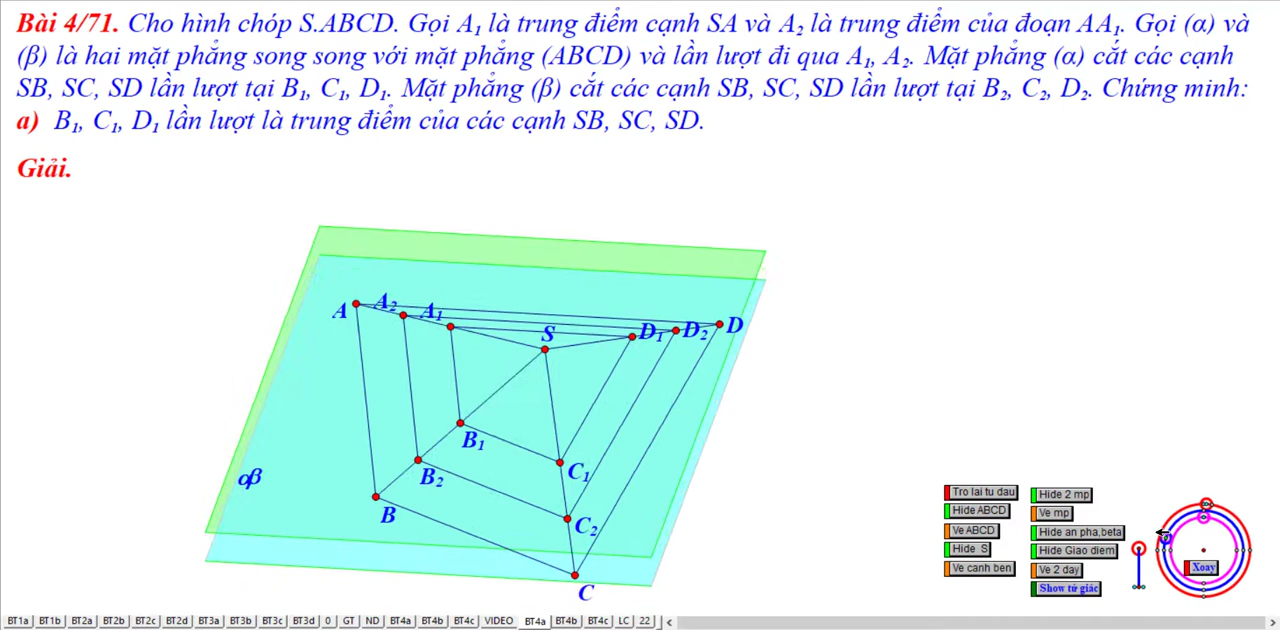 Bài 4/71. Cho hình chóp S.ABCD. Gọi A₁ là trung điểm cạnh SA và A₂ là trung điểm của đoạn AA₁. Gọi (α) và
(β) là hai mặt phẳng song song với mặt phẳng (ABCD) và lần lượt đi qua A₁, A₂. Mặt phẳng (α) cắt các cạnh
SB, SC, SD lần lượt tại B₁, C₁, D₁. Mặt phẳng (β) cắt các cạnh SB, SC, SD lần lượt tại B₂, C₂, D₂. Chứng minh:
a) B₁, C₁, D₁ lần lượt là trung điểm của các cạnh SB, SC, SD.
Giải.
A A₂ A₁ S D₁ D₂ D
B₁
B₂ C₁
αβ
B C₂
C
Tro lai tu dau Hide 2 mp
Hide ABCD Ve mp
Ve ABCD Hide an pha,beta
Hide S Hide Giao diem
Ve canh ben Ve 2 day
Show tứ giác
Xoay
BT1a BT1b BT2a BT2b BT2c BT2d BT3a BT3b BT3c BT3d 0 GT ND BT4a BT4b BT4c VIDEO BT4a BT4b BT4c LC 22